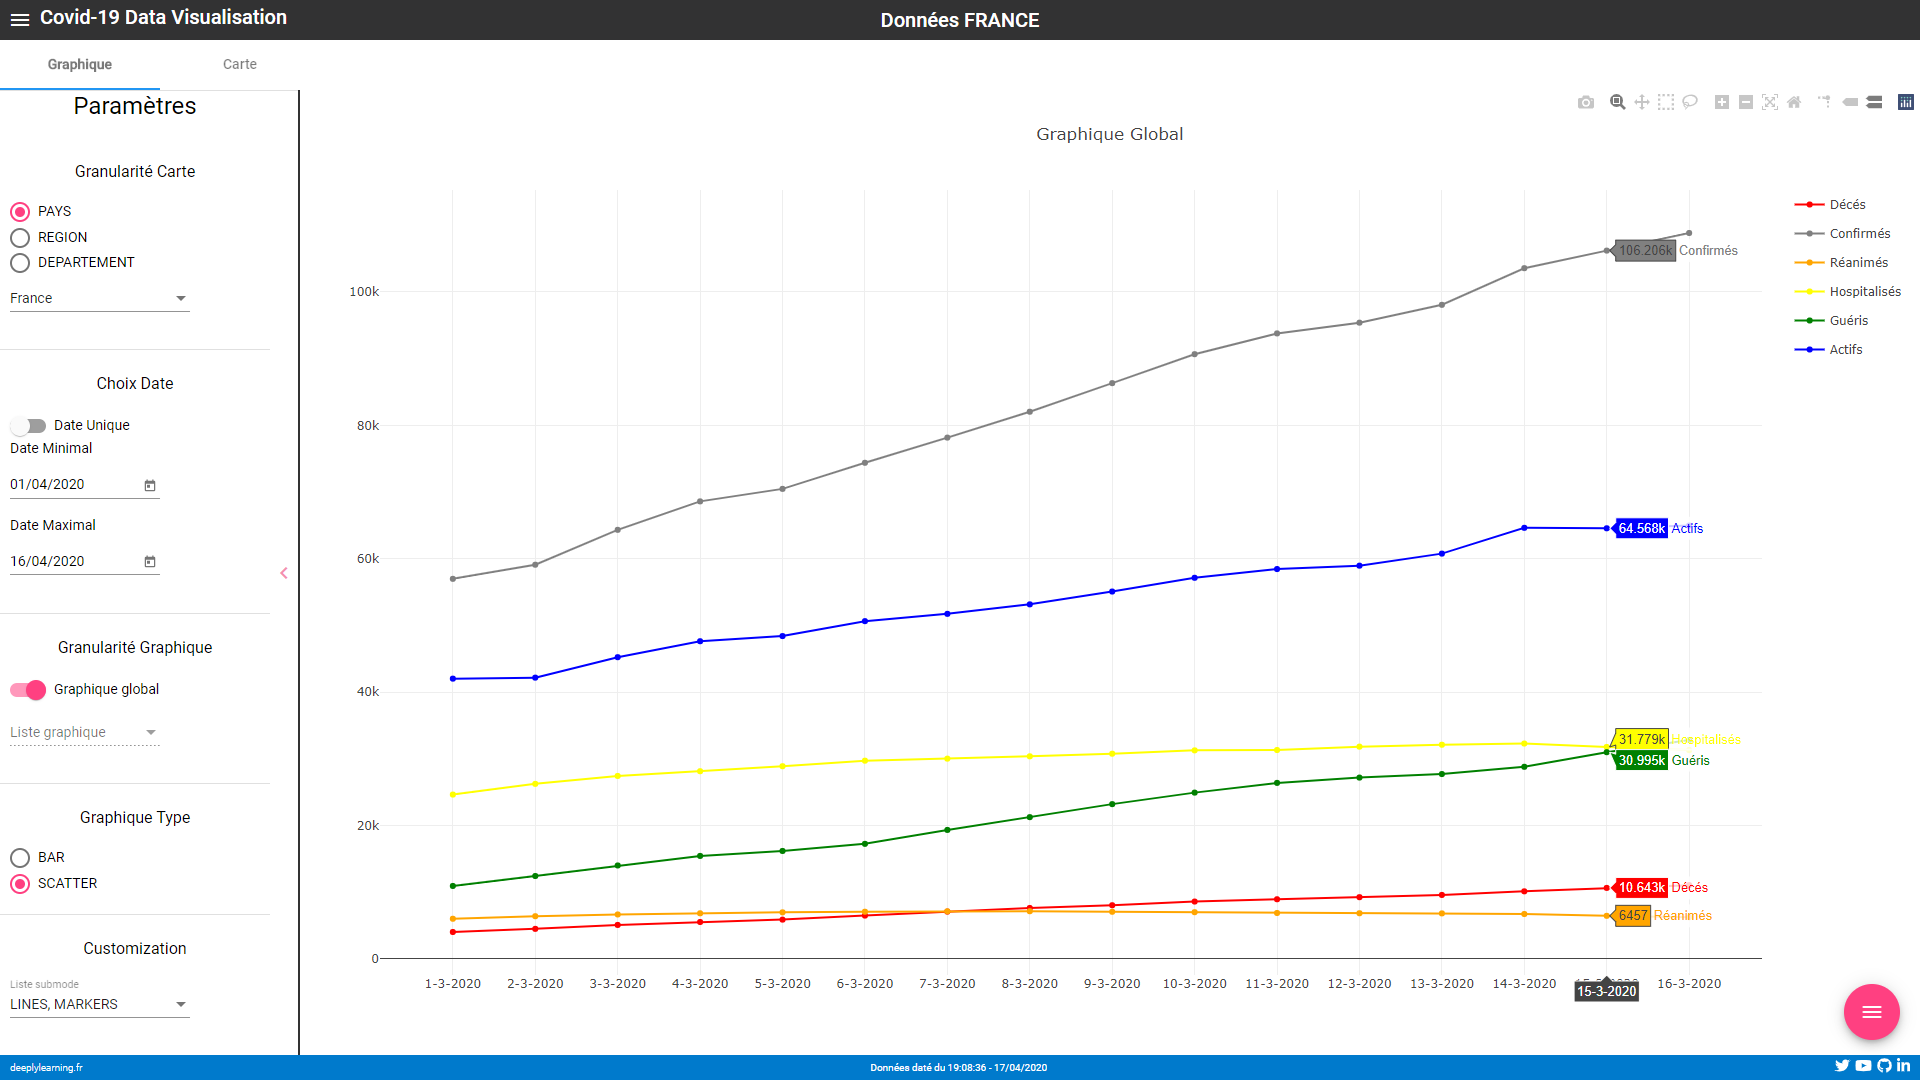 Covid-19 Data Visualisation
Données FRANCE
Graphique
Carte
Paramètres
Granularité Carte
PAYS
REGION
DEPARTEMENT
France
Choix Date
Date Unique
Date Minimal
01/04/2020
Date Maximal
16/04/2020
Granularité Graphique
Graphique global
Liste graphique
Graphique Type
BAR
SCATTER
Customization
Liste submode
LINES, MARKERS
Graphique Global
100k
80k
60k
40k
20k
0
106.206k Confirmés
64.568k Actifs
31.779k Hospitalisés
30.995k Guéris
10.643k Décés
6457 Réanimés
1-3-2020
2-3-2020
3-3-2020
4-3-2020
5-3-2020
6-3-2020
7-3-2020
8-3-2020
9-3-2020
10-3-2020
11-3-2020
12-3-2020
13-3-2020
14-3-2020
15-3-2020
16-3-2020
Décés
Confirmés
Réanimés
Hospitalisés
Guéris
Actifs
deeplylearning.fr
Données daté du 19:08:36 - 17/04/2020